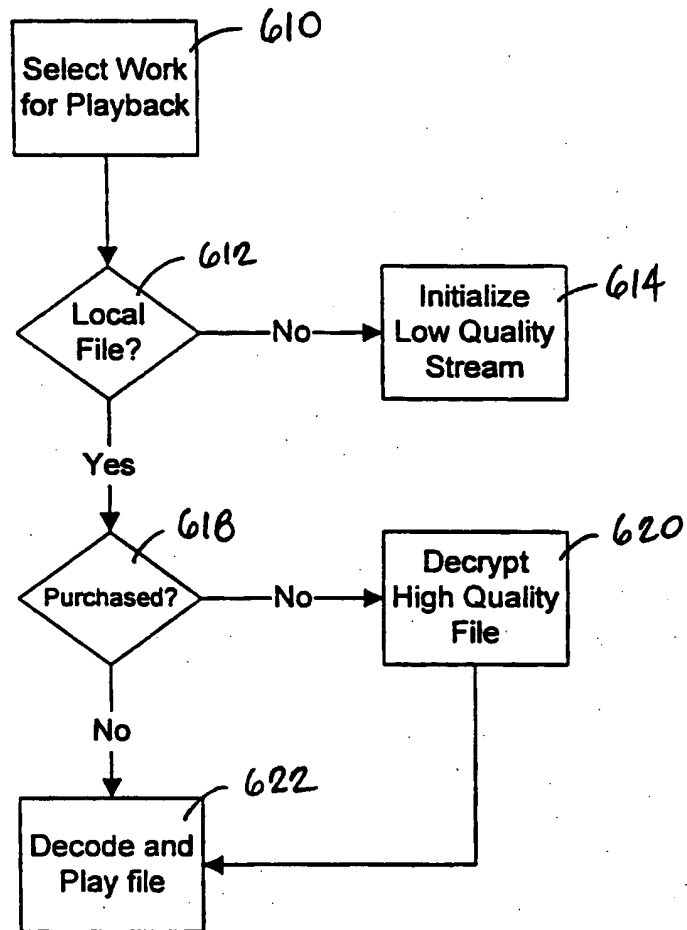 610
Select Work
for Playback
612
Local
File?
No
Initialize
Low Quality
Stream
614
Yes
618
Purchased?
No
Decrypt
High Quality
File
620
No
622
Decode and
Play file